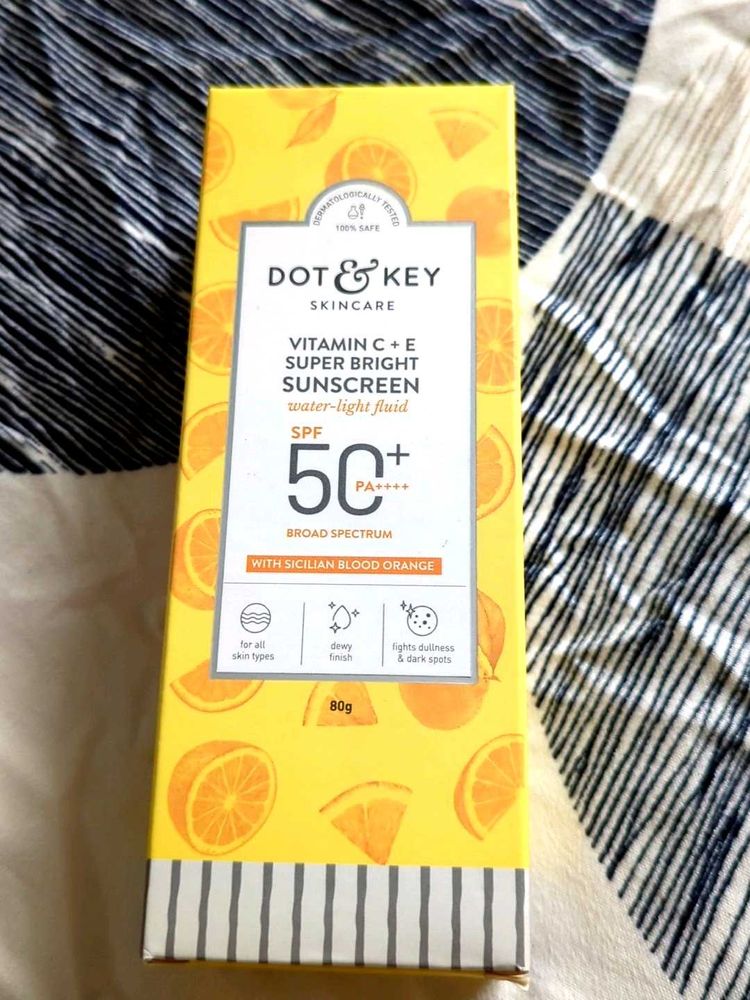 DERMATOLOGICALLY TESTED
100% SAFE
DOT & KEY
SKINCARE
VITAMIN C + E
SUPER BRIGHT
SUNSCREEN
water-light fluid
SPF
50+
PA++++
BROAD SPECTRUM
WITH SICILIAN BLOOD ORANGE
for all
skin types
dewy
finish
fights dullness
& dark spots
80g